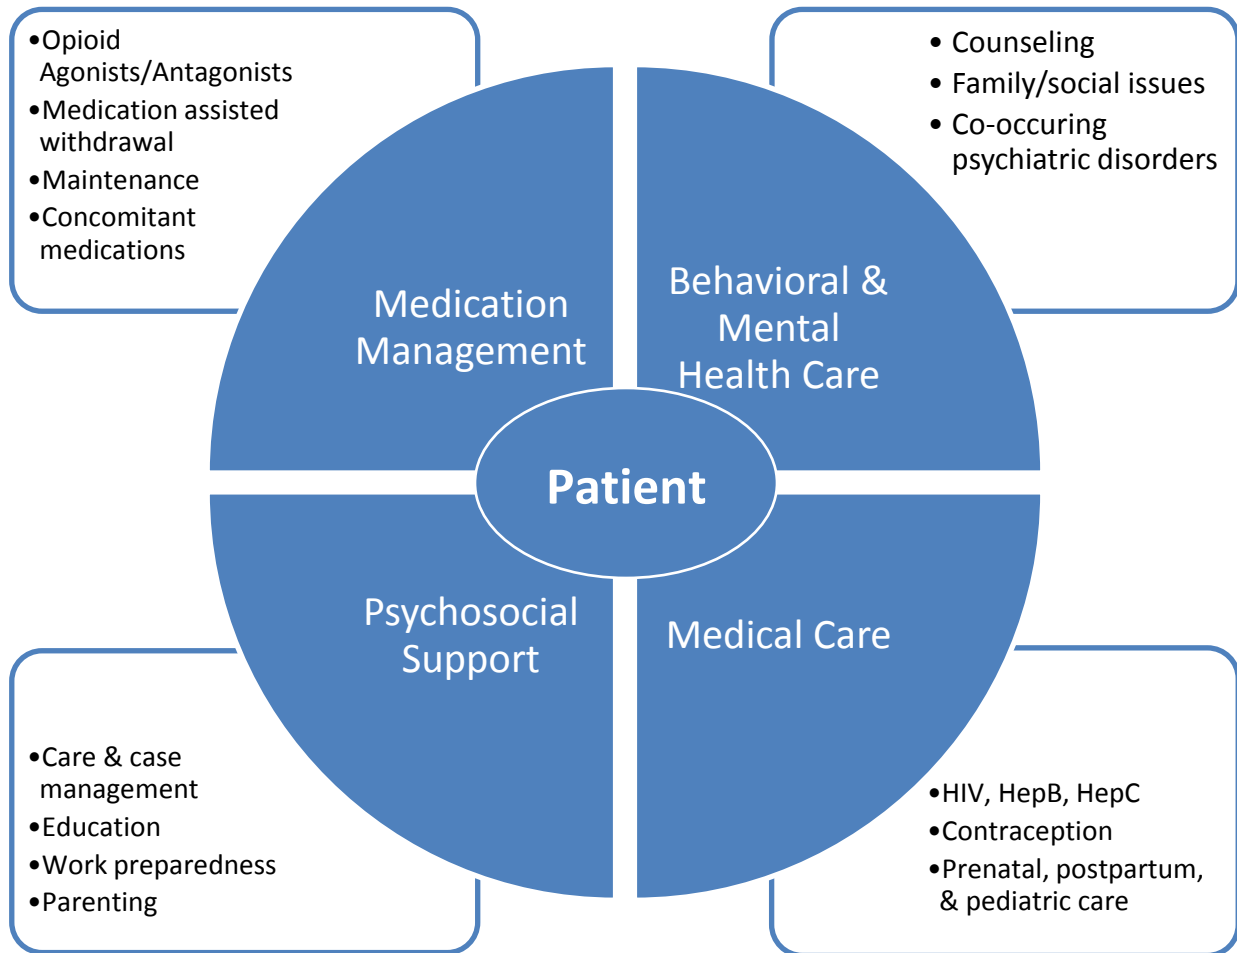 •Opioid
Agonists/Antagonists
•Medication assisted
withdrawal
•Maintenance
•Concomitant
medications
• Counseling
• Family/social issues
• Co-occuring
psychiatric disorders
Medication
Management
Behavioral &
Mental
Health Care
Patient
Psychosocial
Support
Medical Care
•Care & case
management
•Education
•Work preparedness
•Parenting
•HIV, HepB, HepC
•Contraception
•Prenatal, postpartum,
& pediatric care